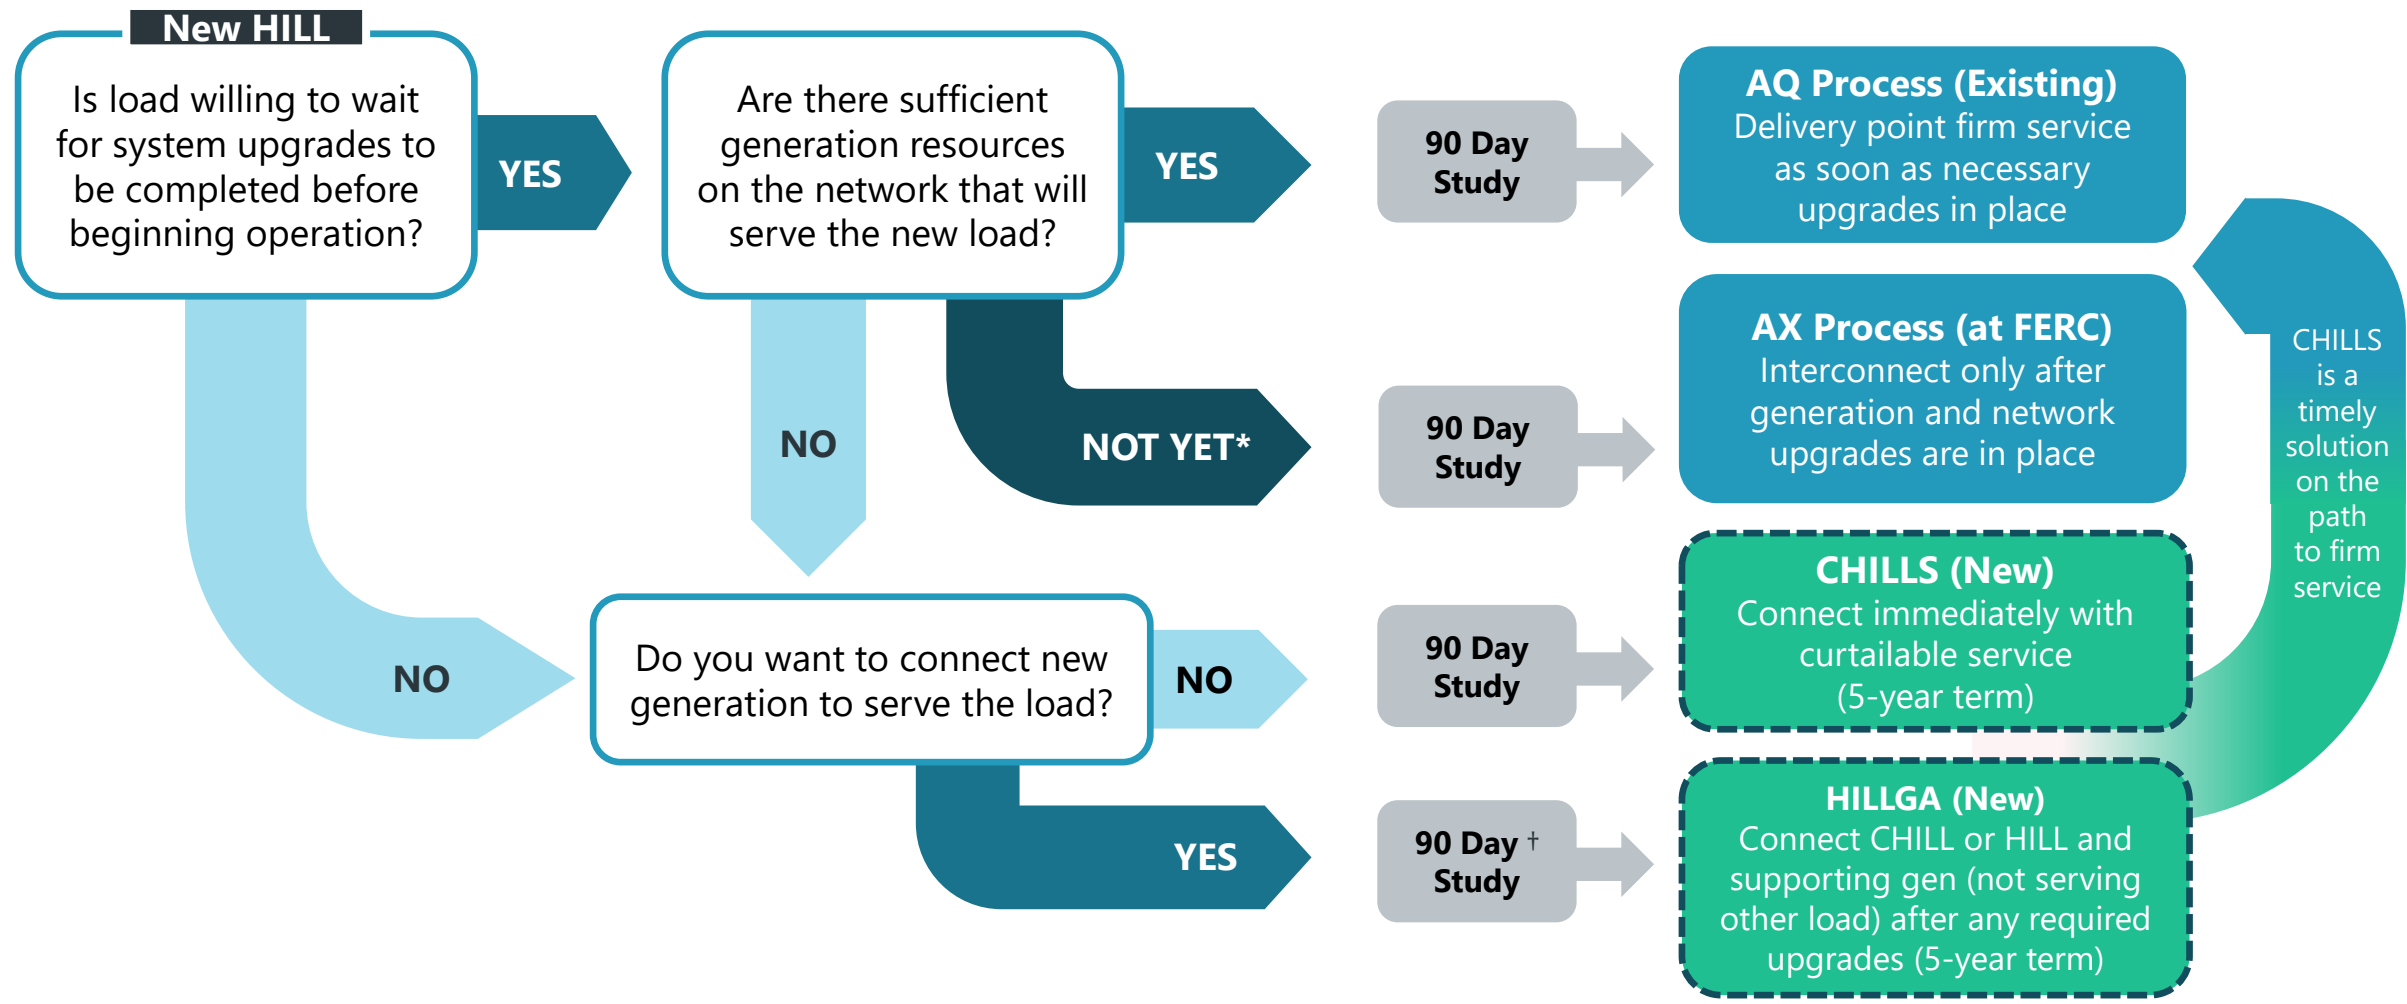 New HILL
Is load willing to wait
for system upgrades to
be completed before
beginning operation?
YES
Are there sufficient
generation resources
on the network that will
serve the new load?
YES
90 Day
Study
AQ Process (Existing)
Delivery point firm service
as soon as necessary
upgrades in place
NO
NOT YET*
90 Day
Study
AX Process (at FERC)
Interconnect only after
generation and network
upgrades are in place
CHILLS
is a
timely
solution
on the
path
to firm
service
NO
Do you want to connect new
generation to serve the load?
NO
90 Day
Study
CHILLS (New)
Connect immediately with
curtailable service
(5-year term)
YES
90 Day †
Study
HILLGA (New)
Connect CHILL or HILL and
supporting gen (not serving
other load) after any required
upgrades (5-year term)